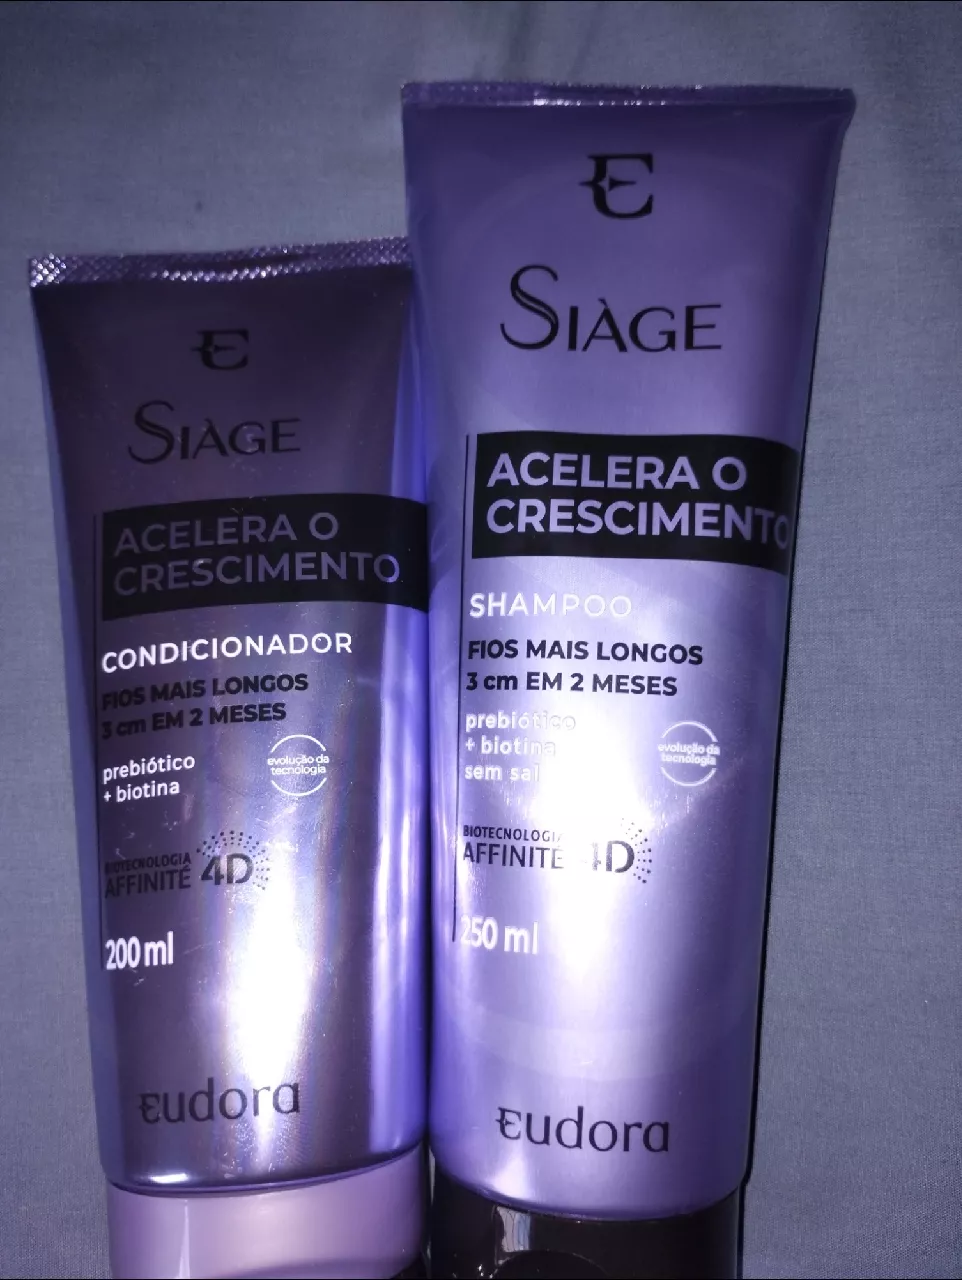 E
SIÀGE
ACELERA O
CRESCIMENTO
CONDICIONADOR
FIOS MAIS LONGOS
3 cm EM 2 MESES
prebiótico
+ biotina
evolução da
tecnologia
BIOTECNOLOGIA
AFFINITÉ 4D
200 ml
eudora
E
SIÀGE
ACELERA O
CRESCIMENTO
SHAMPOO
FIOS MAIS LONGOS
3 cm EM 2 MESES
prebiótico
+ biotina
sem sal
evolução da
tecnologia
BIOTECNOLOGIA
AFFINITÉ 4D
250 ml
eudora